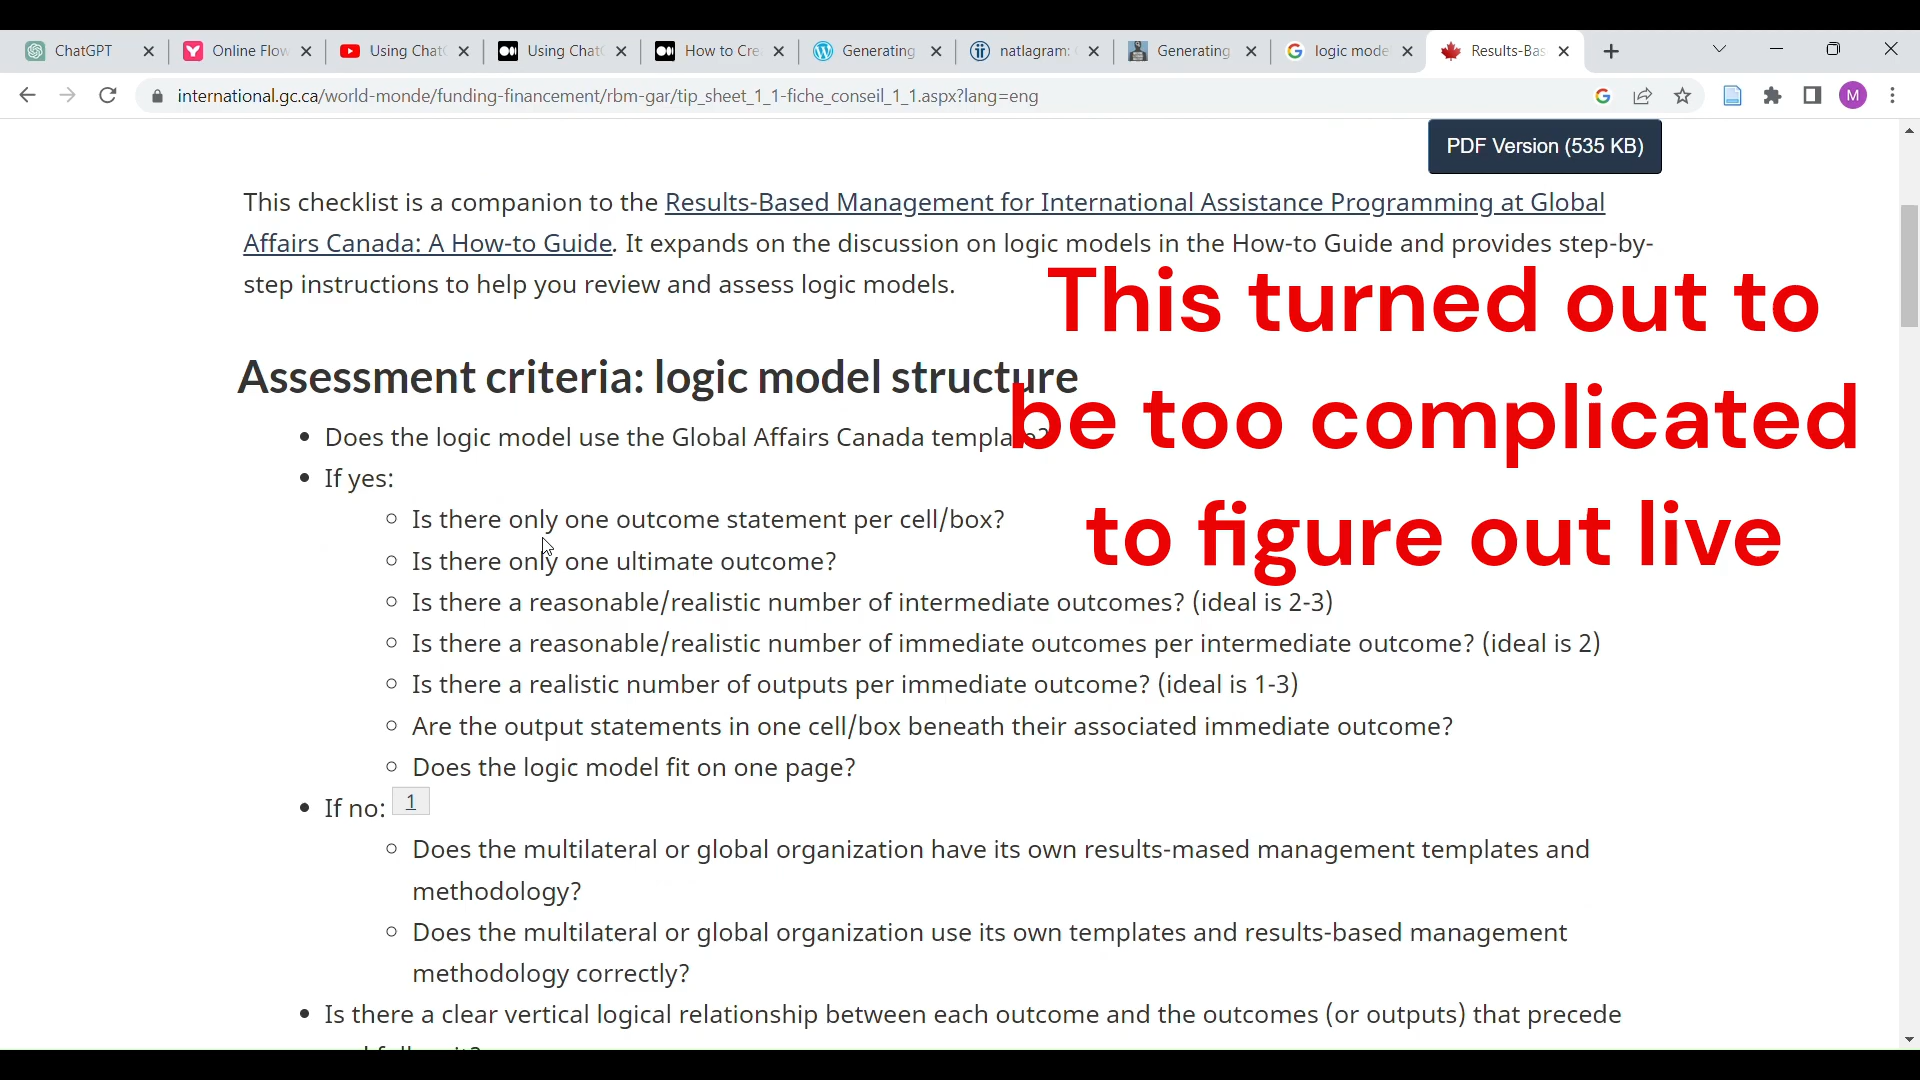 ChatGPT
Online Flow
Using Chat
Using Chat
How to Cre
Generating
natlagram:
Generating
logic mode
Results-Bas
international.gc.ca/world-monde/funding-financement/rbm-gar/tip_sheet_1_1-fiche_conseil_1_1.aspx?lang=eng
M
PDF Version (535 KB)
This checklist is a companion to the Results-Based Management for International Assistance Programming at Global
Affairs Canada: A How-to Guide. It expands on the discussion on logic models in the How-to Guide and provides step-by-
step instructions to help you review and assess logic models.
This turned out to
be too complicated
to figure out live
Assessment criteria: logic model structure
Does the logic model use the Global Affairs Canada template?
If yes:
Is there only one outcome statement per cell/box?
Is there only one ultimate outcome?
Is there a reasonable/realistic number of intermediate outcomes? (ideal is 2-3)
Is there a reasonable/realistic number of immediate outcomes per intermediate outcome? (ideal is 2)
Is there a realistic number of outputs per immediate outcome? (ideal is 1-3)
Are the output statements in one cell/box beneath their associated immediate outcome?
Does the logic model fit on one page?
If no: 1
Does the multilateral or global organization have its own results-mased management templates and
methodology?
Does the multilateral or global organization use its own templates and results-based management
methodology correctly?
Is there a clear vertical logical relationship between each outcome and the outcomes (or outputs) that precede